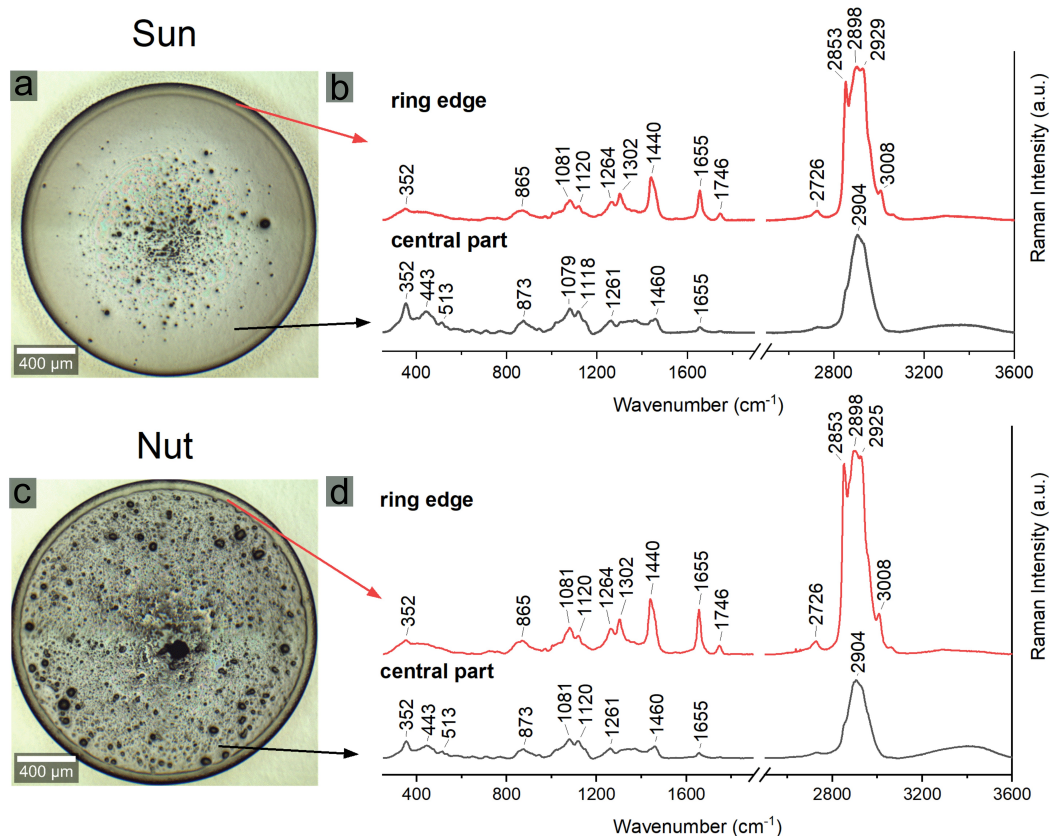 Sun
a
400 µm
b
ring edge
352
865
1081
1120
1264
1302
1440
1655
1746
2726
2853
2898
2929
3008
central part
352
443
513
873
1079
1118
1261
1460
1655
2904
400 800 1200 1600 2800 3200 3600
Wavenumber (cm⁻¹)
Raman Intensity (a.u.)
Nut
c
400 µm
d
ring edge
352
865
1081
1120
1264
1302
1440
1655
1746
2726
2853
2898
2925
3008
central part
352
443
513
873
1081
1120
1261
1460
1655
2904
400 800 1200 1600 2800 3200 3600
Wavenumber (cm⁻¹)
Raman Intensity (a.u.)